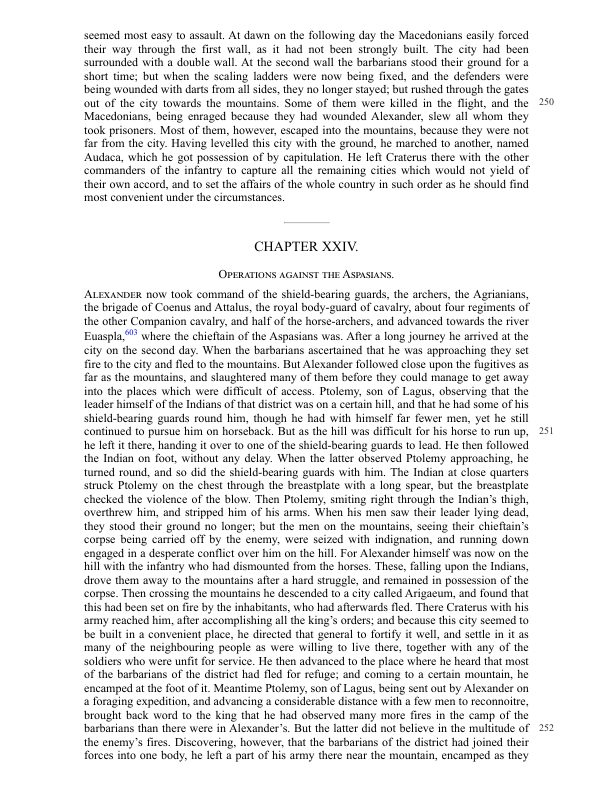 seemed most easy to assault. At dawn on the following day the Macedonians easily forced
their way through the first wall, as it had not been strongly built. The city had been
surrounded with a double wall. At the second wall the barbarians stood their ground for a
short time; but when the scaling ladders were now being fixed, and the defenders were
being wounded with darts from all sides, they no longer stayed; but rushed through the gates
out of the city towards the mountains. Some of them were killed in the flight, and the 250
Macedonians, being enraged because they had wounded Alexander, slew all whom they
took prisoners. Most of them, however, escaped into the mountains, because they were not
far from the city. Having levelled this city with the ground, he marched to another, named
Audaca, which he got possession of by capitulation. He left Craterus there with the other
commanders of the infantry to capture all the remaining cities which would not yield of
their own accord, and to set the affairs of the whole country in such order as he should find
most convenient under the circumstances.
CHAPTER XXIV.
Operations against the Aspasians.
Alexander now took command of the shield-bearing guards, the archers, the Agrianians,
the brigade of Coenus and Attalus, the royal body-guard of cavalry, about four regiments of
the other Companion cavalry, and half of the horse-archers, and advanced towards the river
Euaspla,603 where the chieftain of the Aspasians was. After a long journey he arrived at the
city on the second day. When the barbarians ascertained that he was approaching they set
fire to the city and fled to the mountains. But Alexander followed close upon the fugitives as
far as the mountains, and slaughtered many of them before they could manage to get away
into the places which were difficult of access. Ptolemy, son of Lagus, observing that the
leader himself of the Indians of that district was on a certain hill, and that he had some of his
shield-bearing guards round him, though he had with himself far fewer men, yet he still
continued to pursue him on horseback. But as the hill was difficult for his horse to run up, 251
he left it there, handing it over to one of the shield-bearing guards to lead. He then followed
the Indian on foot, without any delay. When the latter observed Ptolemy approaching, he
turned round, and so did the shield-bearing guards with him. The Indian at close quarters
struck Ptolemy on the chest through the breastplate with a long spear, but the breastplate
checked the violence of the blow. Then Ptolemy, smiting right through the Indian's thigh,
overthrew him, and stripped him of his arms. When his men saw their leader lying dead,
they stood their ground no longer; but the men on the mountains, seeing their chieftain's
corpse being carried off by the enemy, were seized with indignation, and running down
engaged in a desperate conflict over him on the hill. For Alexander himself was now on the
hill with the infantry who had dismounted from the horses. These, falling upon the Indians,
drove them away to the mountains after a hard struggle, and remained in possession of the
corpse. Then crossing the mountains he descended to a city called Arigaeum, and found that
this had been set on fire by the inhabitants, who had afterwards fled. There Craterus with his
army reached him, after accomplishing all the king's orders; and because this city seemed to
be built in a convenient place, he directed that general to fortify it well, and settle in it as
many of the neighbouring people as were willing to live there, together with any of the
soldiers who were unfit for service. He then advanced to the place where he heard that most
of the barbarians of the district had fled for refuge; and coming to a certain mountain, he
encamped at the foot of it. Meantime Ptolemy, son of Lagus, being sent out by Alexander on
a foraging expedition, and advancing a considerable distance with a few men to reconnoitre,
brought back word to the king that he had observed many more fires in the camp of the
barbarians than there were in Alexander's. But the latter did not believe in the multitude of 252
the enemy's fires. Discovering, however, that the barbarians of the district had joined their
forces into one body, he left a part of his army there near the mountain, encamped as they